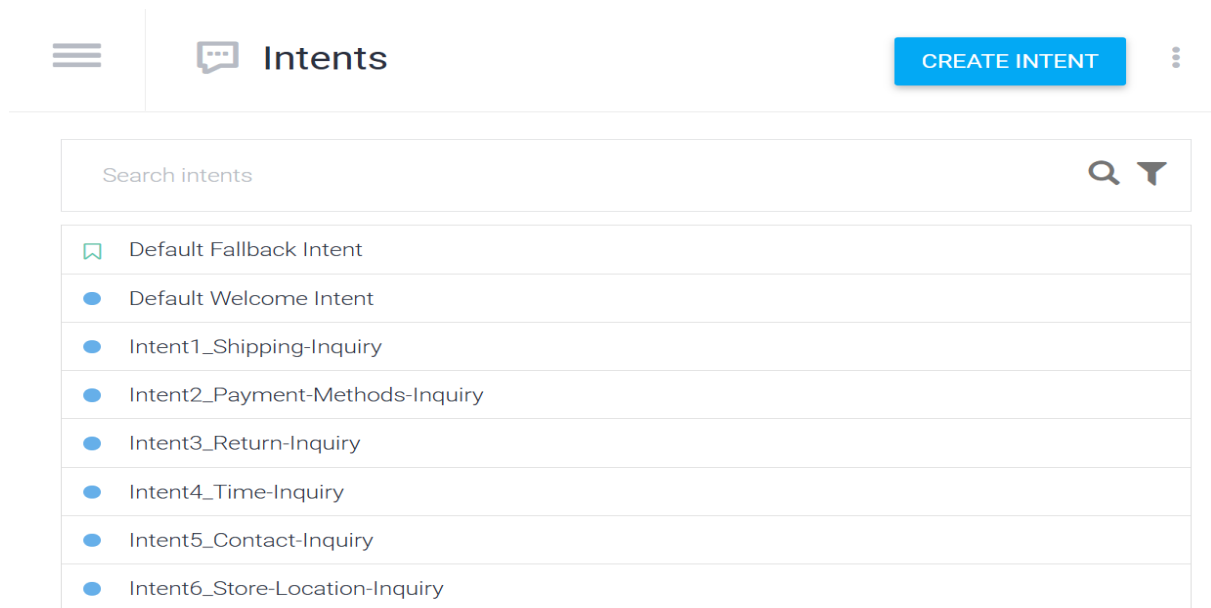 Intents
CREATE INTENT
Search intents
Default Fallback Intent
Default Welcome Intent
Intent1_Shipping-Inquiry
Intent2_Payment-Methods-Inquiry
Intent3_Return-Inquiry
Intent4_Time-Inquiry
Intent5_Contact-Inquiry
Intent6_Store-Location-Inquiry